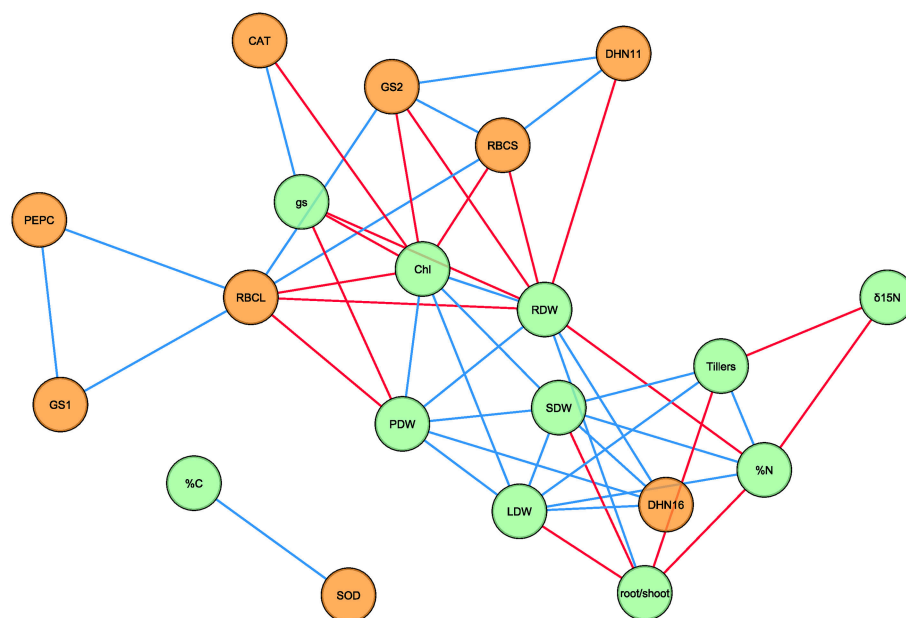 CAT
DHN11
GS2
RBCS
gs
PEPC
Chl
RBCL
RDW
δ15N
Tillers
GS1
SDW
PDW
%N
%C
DHN16
LDW
root/shoot
SOD